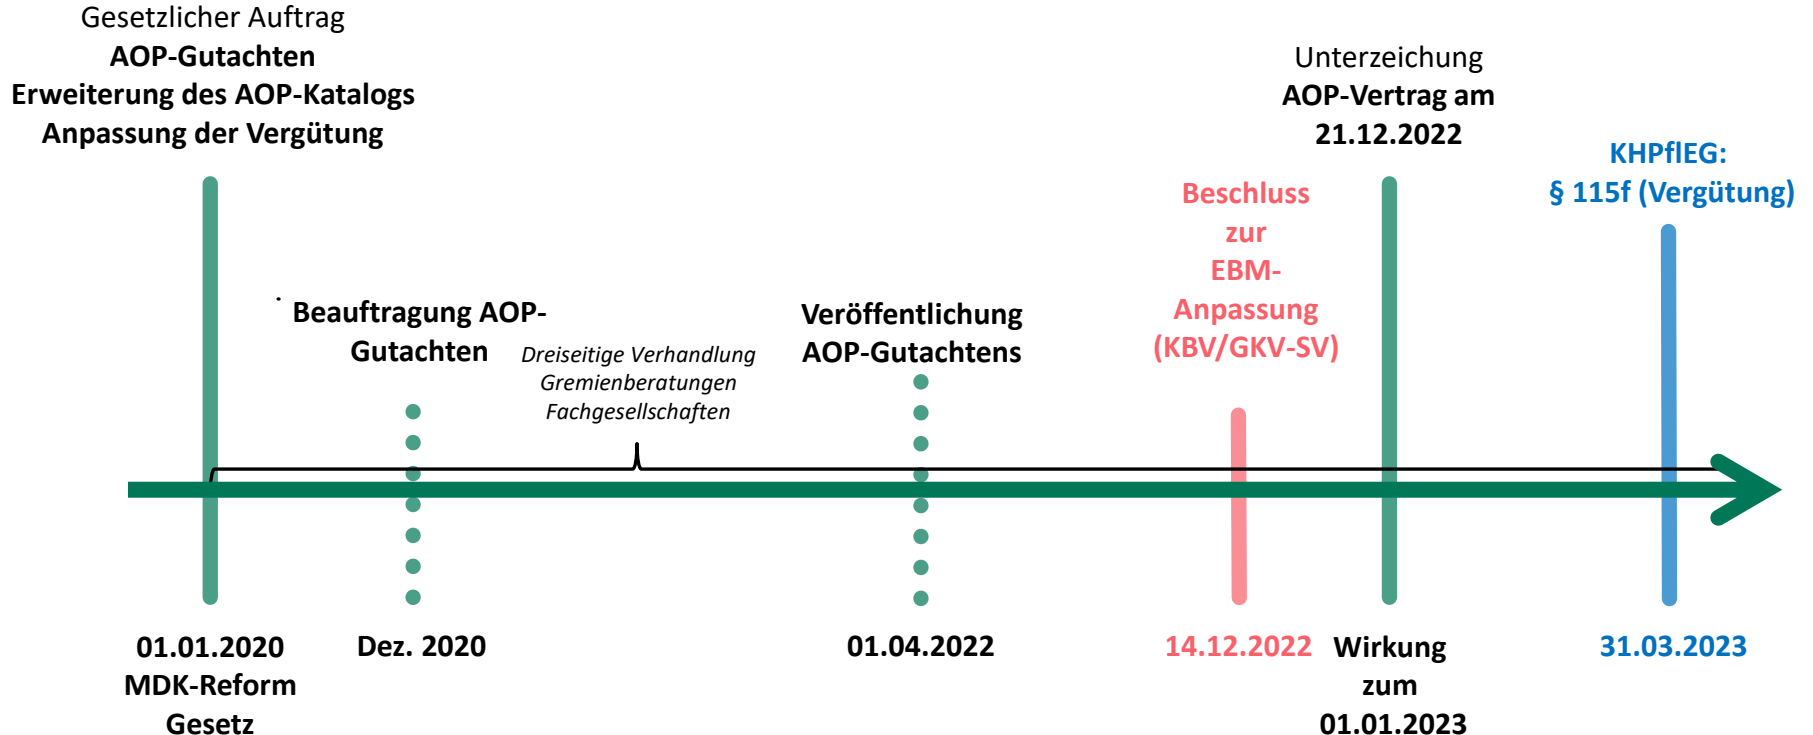 Gesetzlicher Auftrag
AOP-Gutachten
Erweiterung des AOP-Katalogs
Anpassung der Vergütung
Unterzeichung
AOP-Vertrag am
21.12.2022
KHPflEG:
§ 115f (Vergütung)
Beschluss
zur
EBM-
Anpassung
(KBV/GKV-SV)
Beauftragung AOP-
Gutachten
Dreiseitige Verhandlung
Gremienberatungen
Fachgesellschaften
Veröffentlichung
AOP-Gutachtens
01.01.2020
MDK-Reform
Gesetz
Dez. 2020
01.04.2022
14.12.2022
Wirkung
zum
01.01.2023
31.03.2023